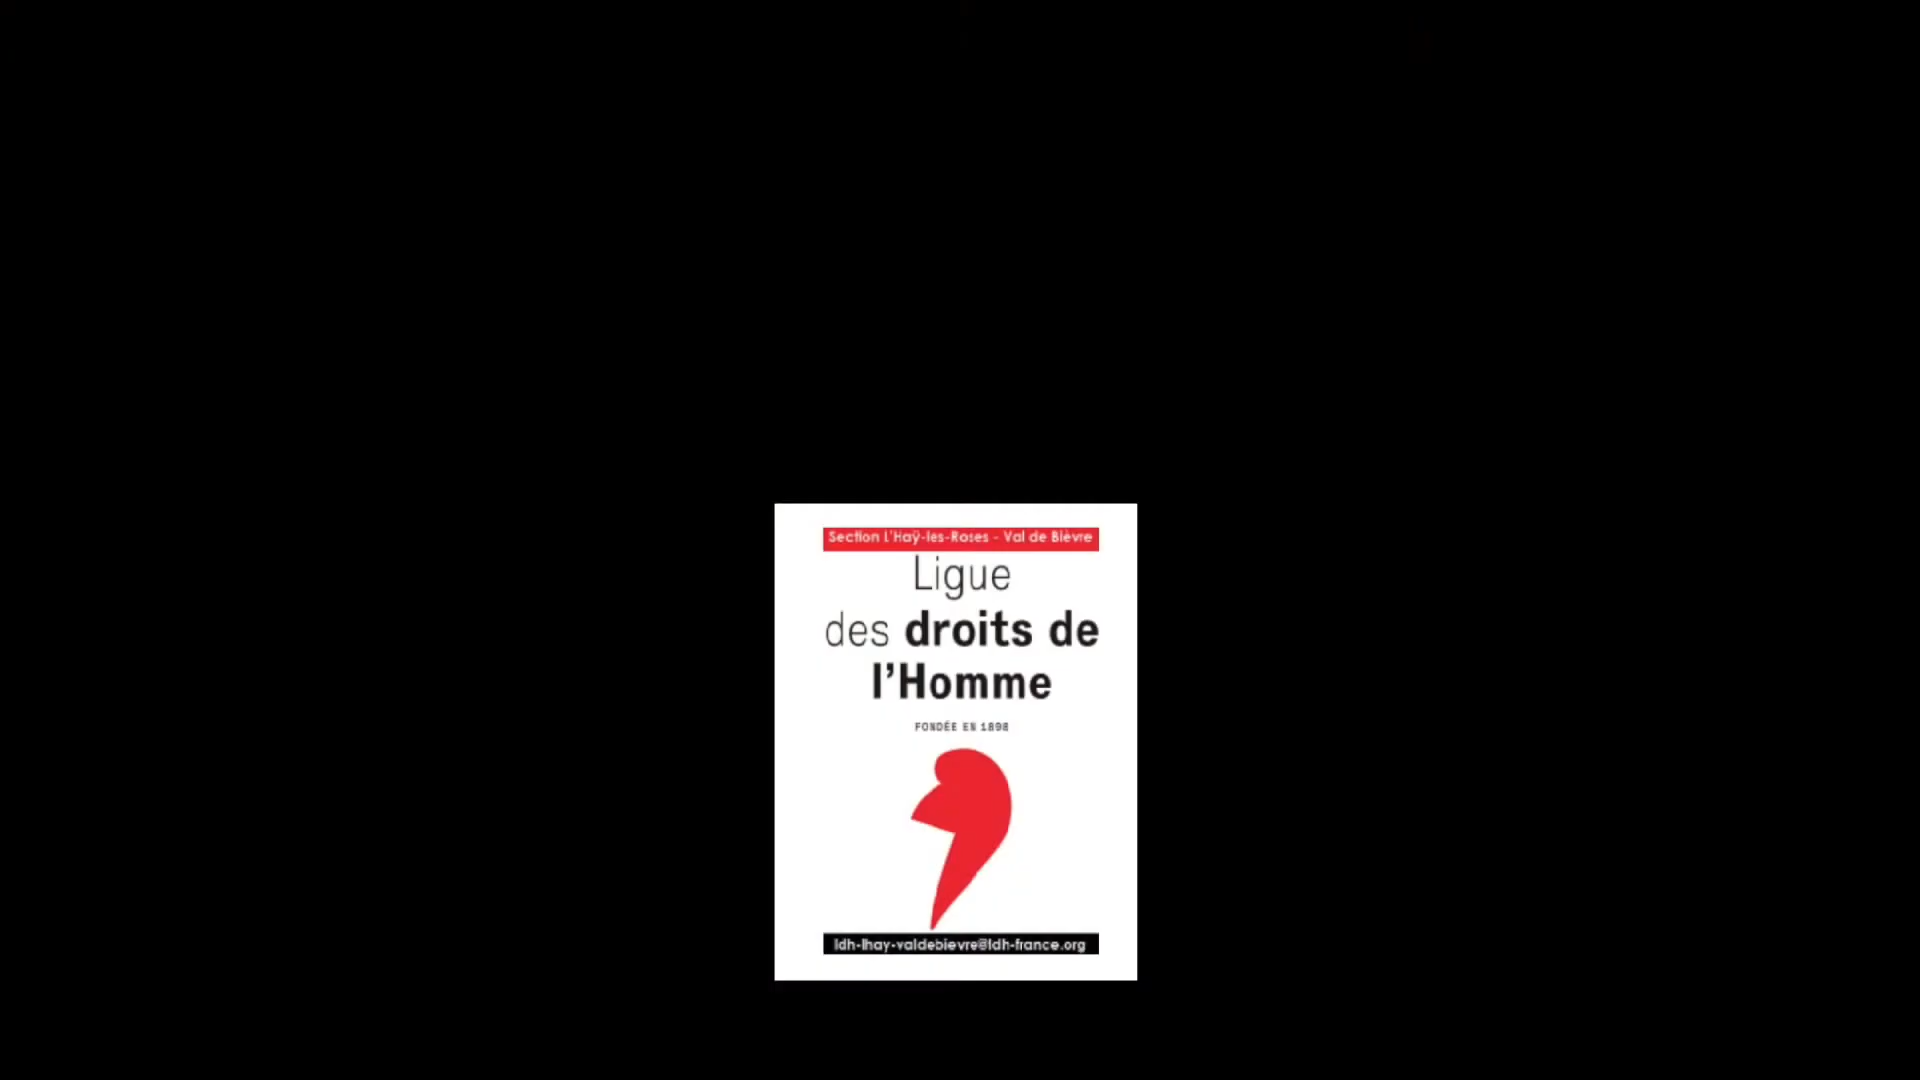 Section L'Haÿ-les-Roses - Val de Bièvre
Ligue
des droits de
l'Homme
FONDÉE EN 1898
ldh-lhay-valdebievre@ldh-france.org